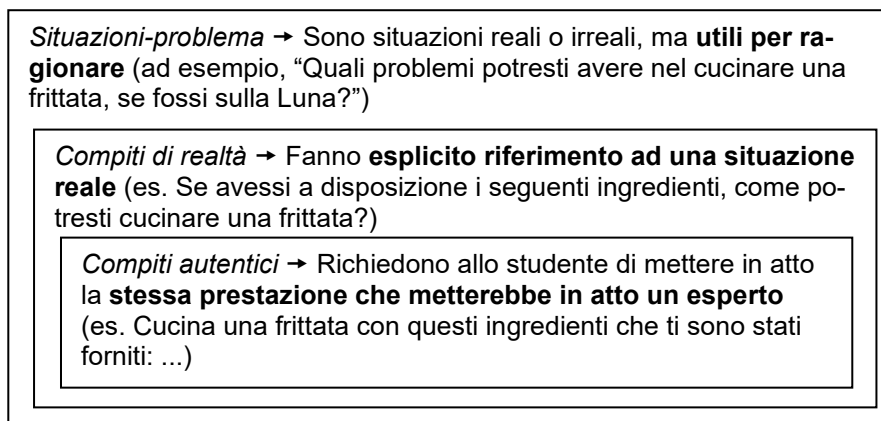 Situazioni-problema → Sono situazioni reali o irreali, ma utili per ra-
gionare (ad esempio, “Quali problemi potresti avere nel cucinare una
frittata, se fossi sulla Luna?”)
Compiti di realtà → Fanno esplicito riferimento ad una situazione
reale (es. Se avessi a disposizione i seguenti ingredienti, come po-
tresti cucinare una frittata?)
Compiti autentici → Richiedono allo studente di mettere in atto
la stessa prestazione che metterebbe in atto un esperto
(es. Cucina una frittata con questi ingredienti che ti sono stati
forniti: ...)